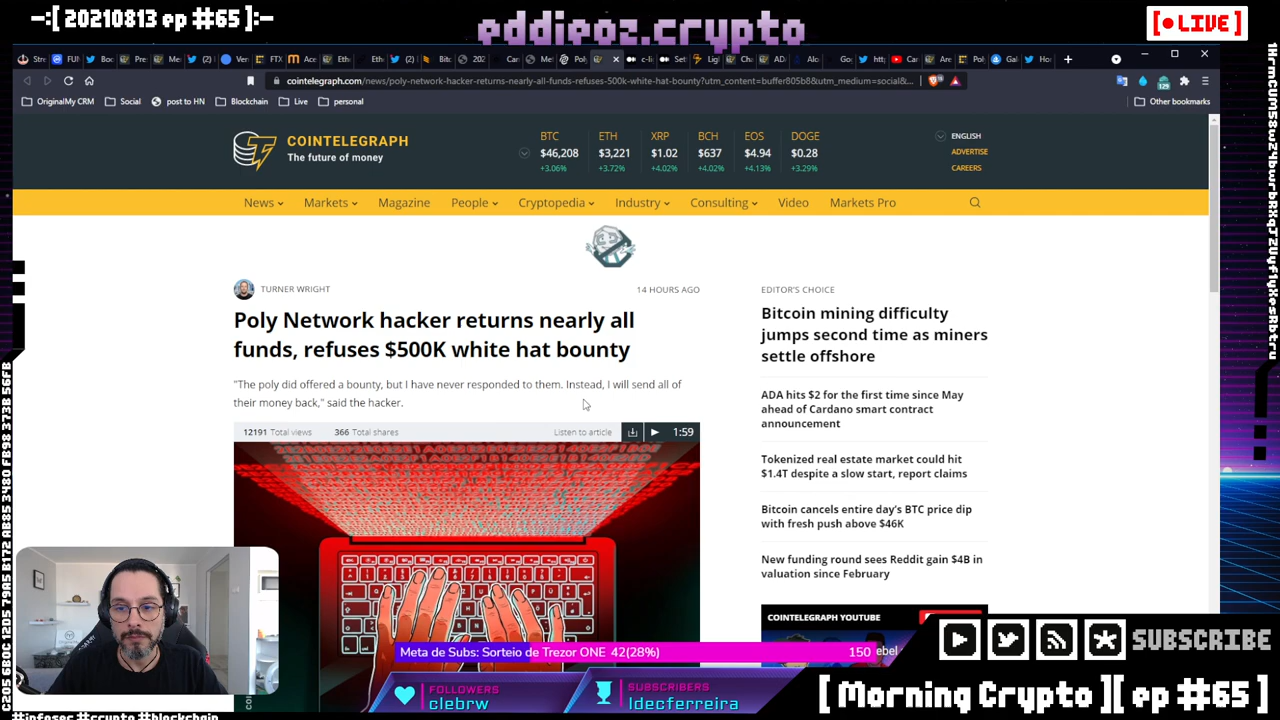 -:[ 20210813 ep #65 ]:-
eddieoz.crypto
[● LIVE]
cointelegraph.com/news/poly-network-hacker-returns-nearly-all-funds-refuses-500k-white-hat-bounty?utm_content=buffer805b8&utm_medium=social&...
OriginalMy CRM
Social
post to HN
Blockchain
Live
personal
Other bookmarks
COINTELEGRAPH
The future of money
BTC ETH XRP BCH EOS DOGE
$46,208 $3,221 $1.02 $637 $4.94 $0.28
+3.06% +3.72% +4.02% +4.02% +4.13% +3.29%
ENGLISH
ADVERTISE
CAREERS
News Markets Magazine People Cryptopedia Industry Consulting Video Markets Pro
TURNER WRIGHT
14 HOURS AGO
Poly Network hacker returns nearly all
funds, refuses $500K white hat bounty
"The poly did offered a bounty, but I have never responded to them. Instead, I will send all of
their money back," said the hacker.
12191 Total views
366 Total shares
Listen to article
1:59
EDITOR'S CHOICE
Bitcoin mining difficulty
jumps second time as miners
settle offshore
ADA hits $2 for the first time since May
ahead of Cardano smart contract
announcement
Tokenized real estate market could hit
$1.4T despite a slow start, report claims
Bitcoin cancels entire day's BTC price dip
with fresh push above $46K
New funding round sees Reddit gain $4B in
valuation since February
COINTELEGRAPH YOUTUBE
Meta de Subs: Sorteio de Trezor ONE 42(28%)
150
FOLLOWERS
clebrw
SUBSCRIBERS
ldecferreira
SUBSCRIBE
[ Morning Crypto ][ ep #65 ]
#infosec #crypto #blockchain